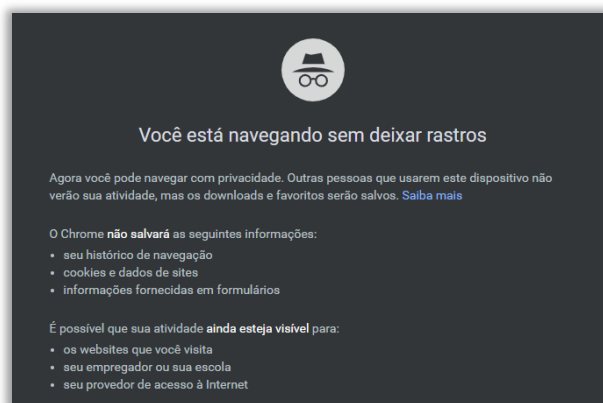 Você está navegando sem deixar rastros
Agora você pode navegar com privacidade. Outras pessoas que usarem este dispositivo não
verão sua atividade, mas os downloads e favoritos serão salvos. Saiba mais
O Chrome não salvará as seguintes informações:
• seu histórico de navegação
• cookies e dados de sites
• informações fornecidas em formulários
É possível que sua atividade ainda esteja visível para:
• os websites que você visita
• seu empregador ou sua escola
• seu provedor de acesso à Internet